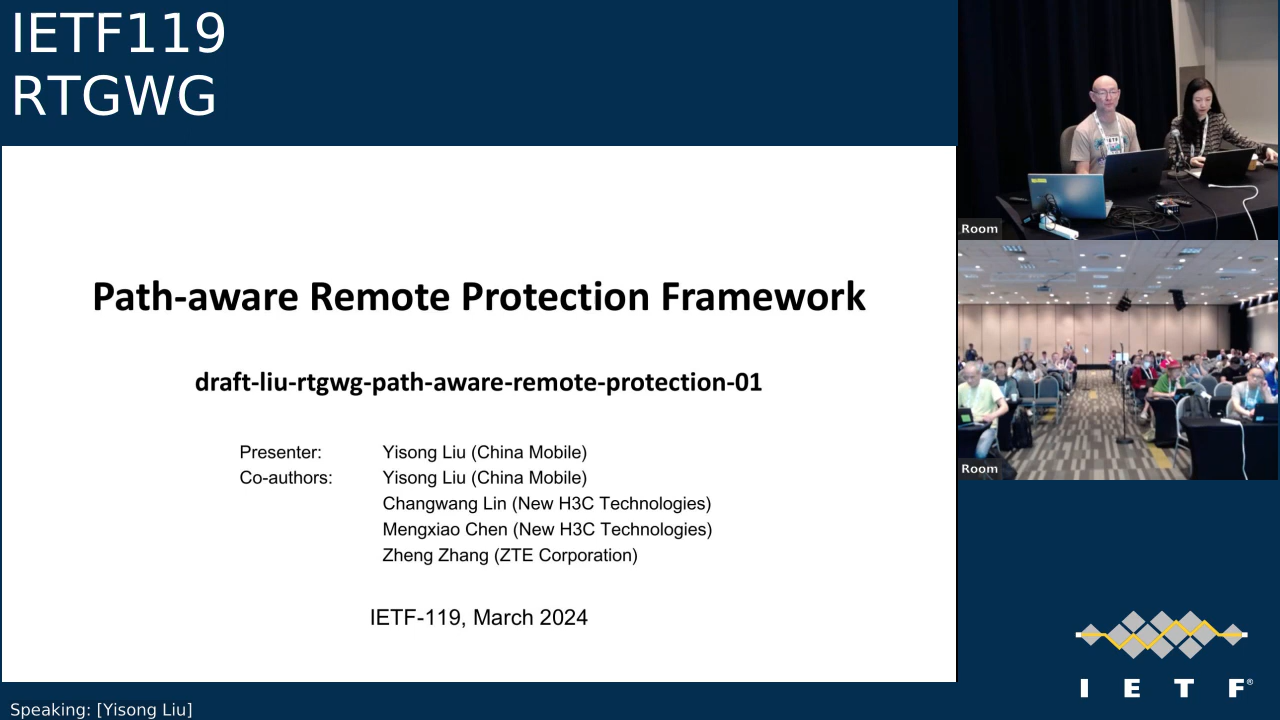 IETF119
RTGWG
Path-aware Remote Protection Framework
draft-liu-rtgwg-path-aware-remote-protection-01
Presenter: Yisong Liu (China Mobile)
Co-authors: Yisong Liu (China Mobile)
Changwang Lin (New H3C Technologies)
Mengxiao Chen (New H3C Technologies)
Zheng Zhang (ZTE Corporation)
IETF-119, March 2024
Room
Room
I E T F®
Speaking: [Yisong Liu]